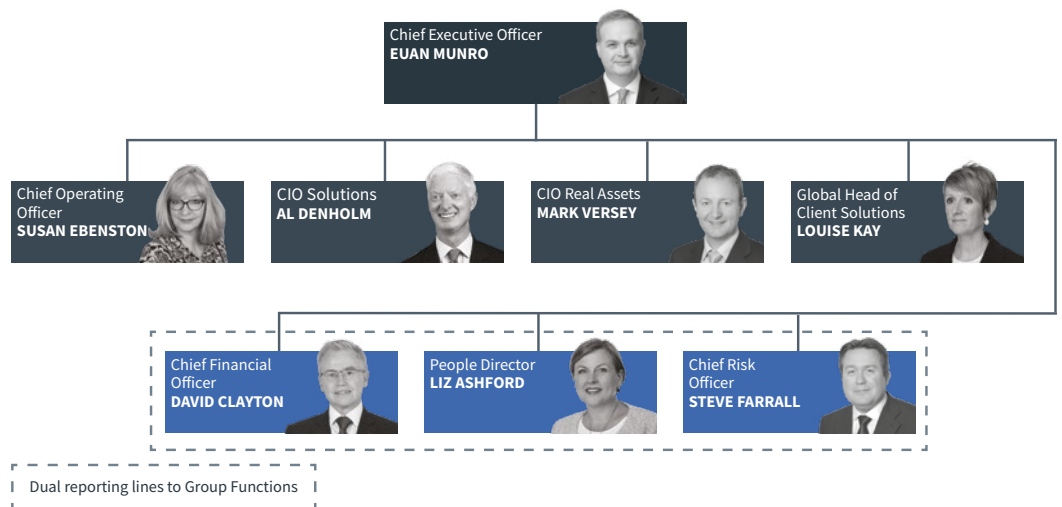 Chief Executive Officer
EUAN MUNRO
Chief Operating
Officer
SUSAN EBENSTON
CIO Solutions
AL DENHOLM
CIO Real Assets
MARK VERSEY
Global Head of
Client Solutions
LOUISE KAY
Chief Financial
Officer
DAVID CLAYTON
People Director
LIZ ASHFORD
Chief Risk
Officer
STEVE FARRALL
Dual reporting lines to Group Functions